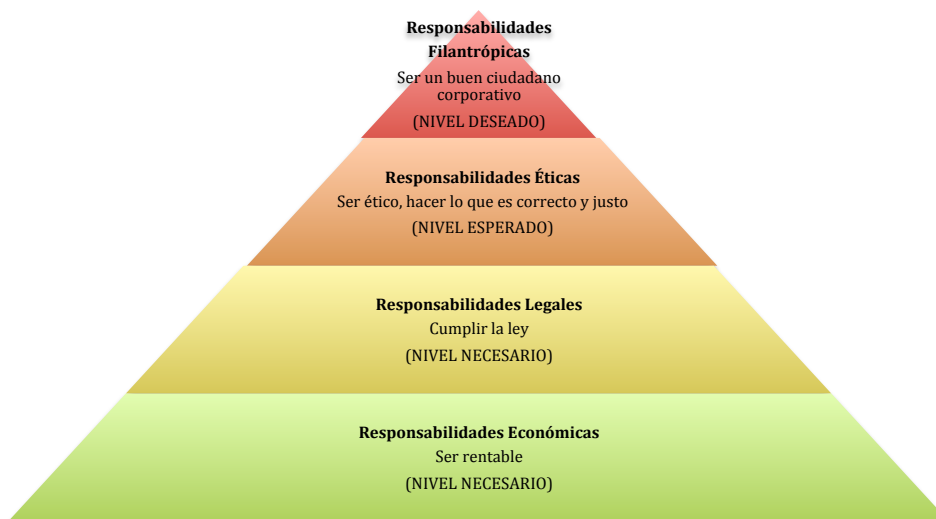 Responsabilidades
Filantrópicas
Ser un buen ciudadano
corporativo
(NIVEL DESEADO)
Responsabilidades Éticas
Ser ético, hacer lo que es correcto y justo
(NIVEL ESPERADO)
Responsabilidades Legales
Cumplir la ley
(NIVEL NECESARIO)
Responsabilidades Económicas
Ser rentable
(NIVEL NECESARIO)